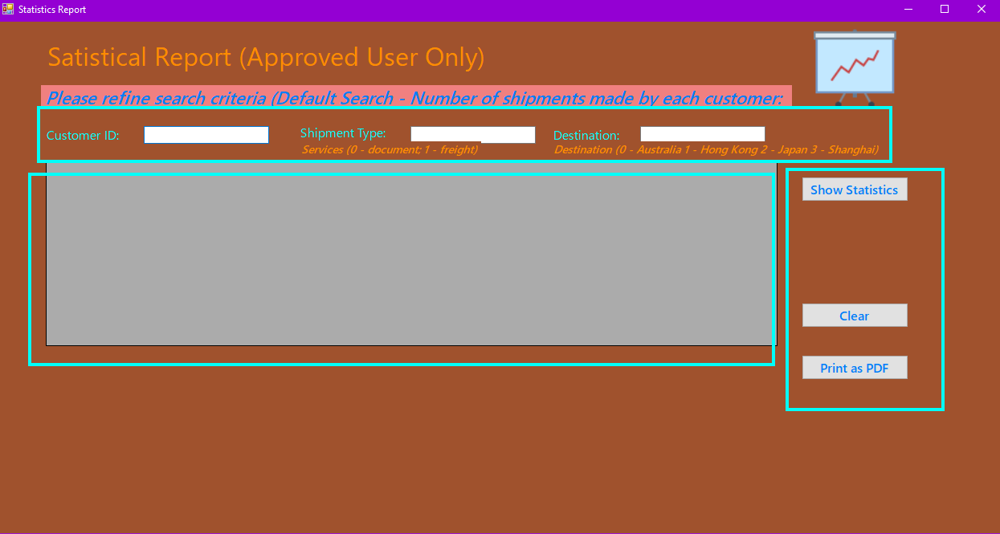 Statistics Report
Satistical Report (Approved User Only)
Please refine search criteria (Default Search - Number of shipments made by each customer:
Customer ID:
Shipment Type:
Destination:
Services (0 - document; 1 - freight)
Destination (0 - Australia 1 - Hong Kong 2 - Japan 3 - Shanghai)
Show Statistics
Clear
Print as PDF